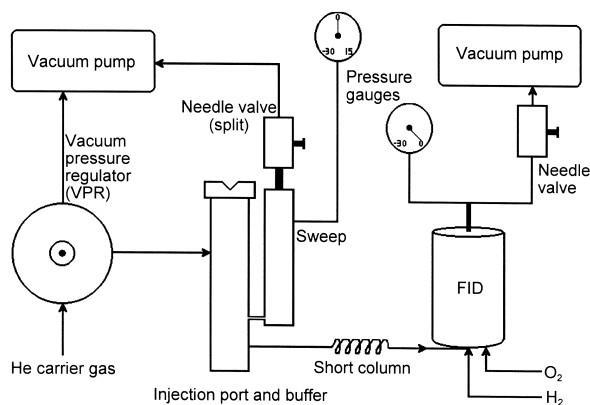 Vacuum pump
Needle valve
(split)
0
-30 15
Pressure
gauges
Vacuum pump
-30 0
Needle
valve
Vacuum
pressure
regulator
(VPR)
Sweep
FID
He carrier gas
Short column
O2
H2
Injection port and buffer